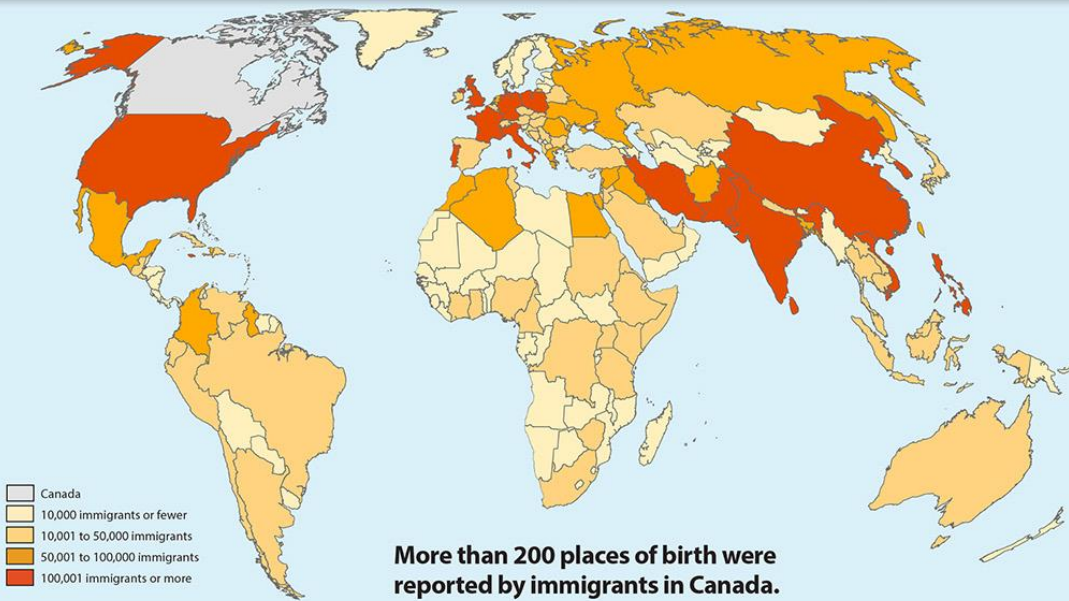 Canada
10,000 immigrants or fewer
10,001 to 50,000 immigrants
50,001 to 100,000 immigrants
100,001 immigrants or more
More than 200 places of birth were
reported by immigrants in Canada.